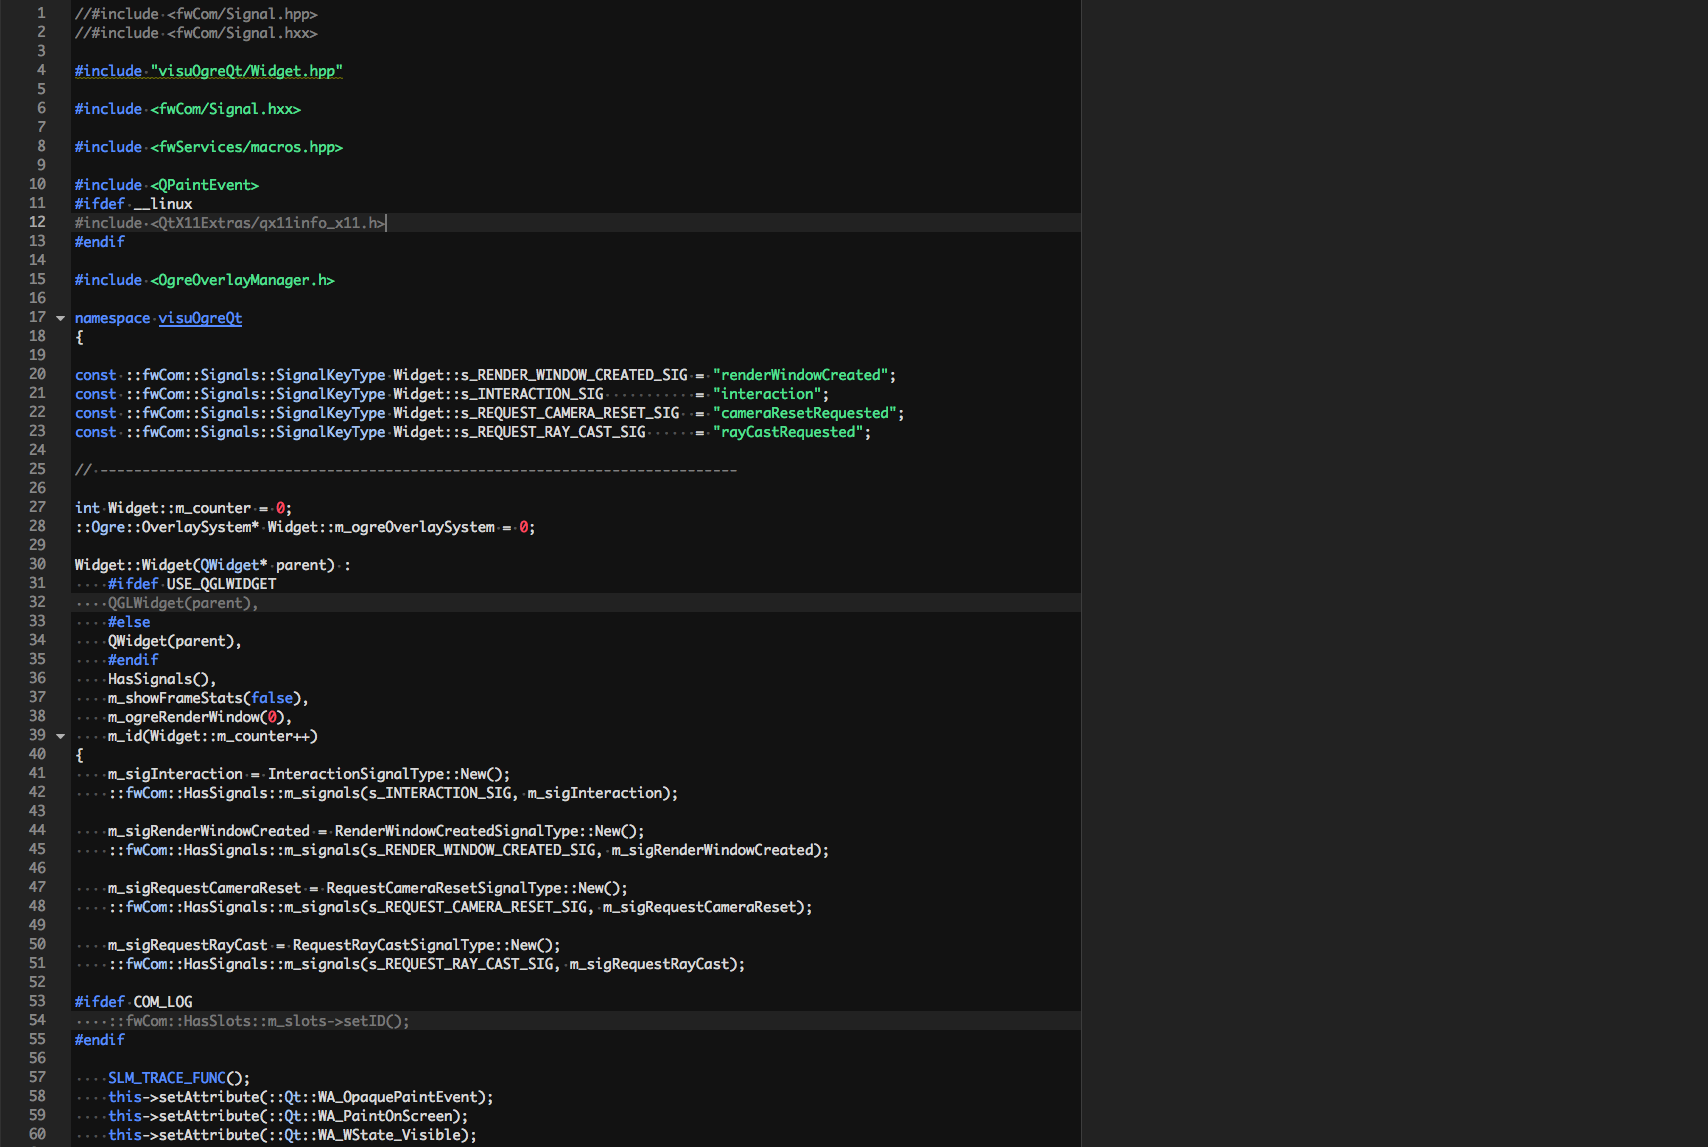 1 //#include <fwCom/Signal.hpp>
2 //#include <fwCom/Signal.hxx>
3
4 #include "visuOgreQt/Widget.hpp"
5
6 #include <fwCom/Signal.hxx>
7
8 #include <fwServices/macros.hpp>
9
10 #include <QPaintEvent>
11 #ifdef __linux
12 #include <QtX11Extras/qx11info_x11.h>
13 #endif
14
15 #include <OgreOverlayManager.h>
16
17 namespace visuOgreQt
18 {
19
20 const ::fwCom::Signals::SignalKeyType Widget::s_RENDER_WINDOW_CREATED_SIG = "renderWindowCreated";
21 const ::fwCom::Signals::SignalKeyType Widget::s_INTERACTION_SIG           = "interaction";
22 const ::fwCom::Signals::SignalKeyType Widget::s_REQUEST_CAMERA_RESET_SIG  = "cameraResetRequested";
23 const ::fwCom::Signals::SignalKeyType Widget::s_REQUEST_RAY_CAST_SIG      = "rayCastRequested";
24
25 // ----------------------------------------------------------------------------
26
27 int Widget::m_counter = 0;
28 ::Ogre::OverlaySystem* Widget::m_ogreOverlaySystem = 0;
29
30 Widget::Widget(QWidget* parent) :
31     #ifdef USE_QGLWIDGET
32     QGLWidget(parent),
33     #else
34     QWidget(parent),
35     #endif
36     HasSignals(),
37     m_showFrameStats(false),
38     m_ogreRenderWindow(0),
39     m_id(Widget::m_counter++)
40 {
41     m_sigInteraction = InteractionSignalType::New();
42     ::fwCom::HasSignals::m_signals(s_INTERACTION_SIG, m_sigInteraction);
43
44     m_sigRenderWindowCreated = RenderWindowCreatedSignalType::New();
45     ::fwCom::HasSignals::m_signals(s_RENDER_WINDOW_CREATED_SIG, m_sigRenderWindowCreated);
46
47     m_sigRequestCameraReset = RequestCameraResetSignalType::New();
48     ::fwCom::HasSignals::m_signals(s_REQUEST_CAMERA_RESET_SIG, m_sigRequestCameraReset);
49
50     m_sigRequestRayCast = RequestRayCastSignalType::New();
51     ::fwCom::HasSignals::m_signals(s_REQUEST_RAY_CAST_SIG, m_sigRequestRayCast);
52
53 #ifdef COM_LOG
54     ::fwCom::HasSlots::m_slots->setID();
55 #endif
56
57     SLM_TRACE_FUNC();
58     this->setAttribute(::Qt::WA_OpaquePaintEvent);
59     this->setAttribute(::Qt::WA_PaintOnScreen);
60     this->setAttribute(::Qt::WA_WState_Visible);